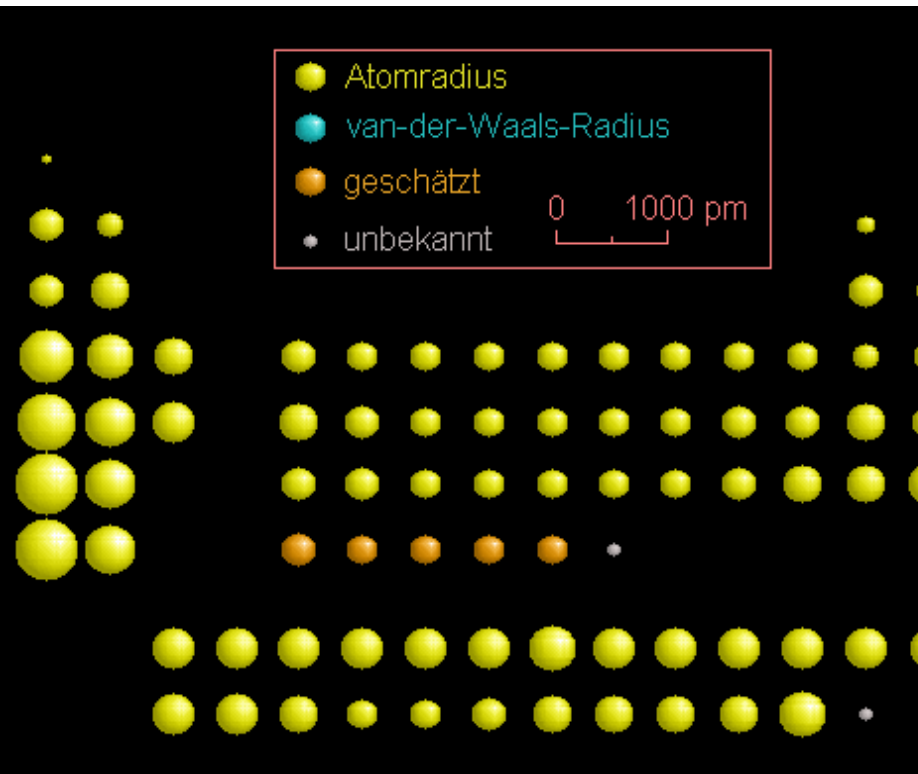 Atomradius
van-der-Waals-Radius
geschätzt
0 1000 pm
unbekannt